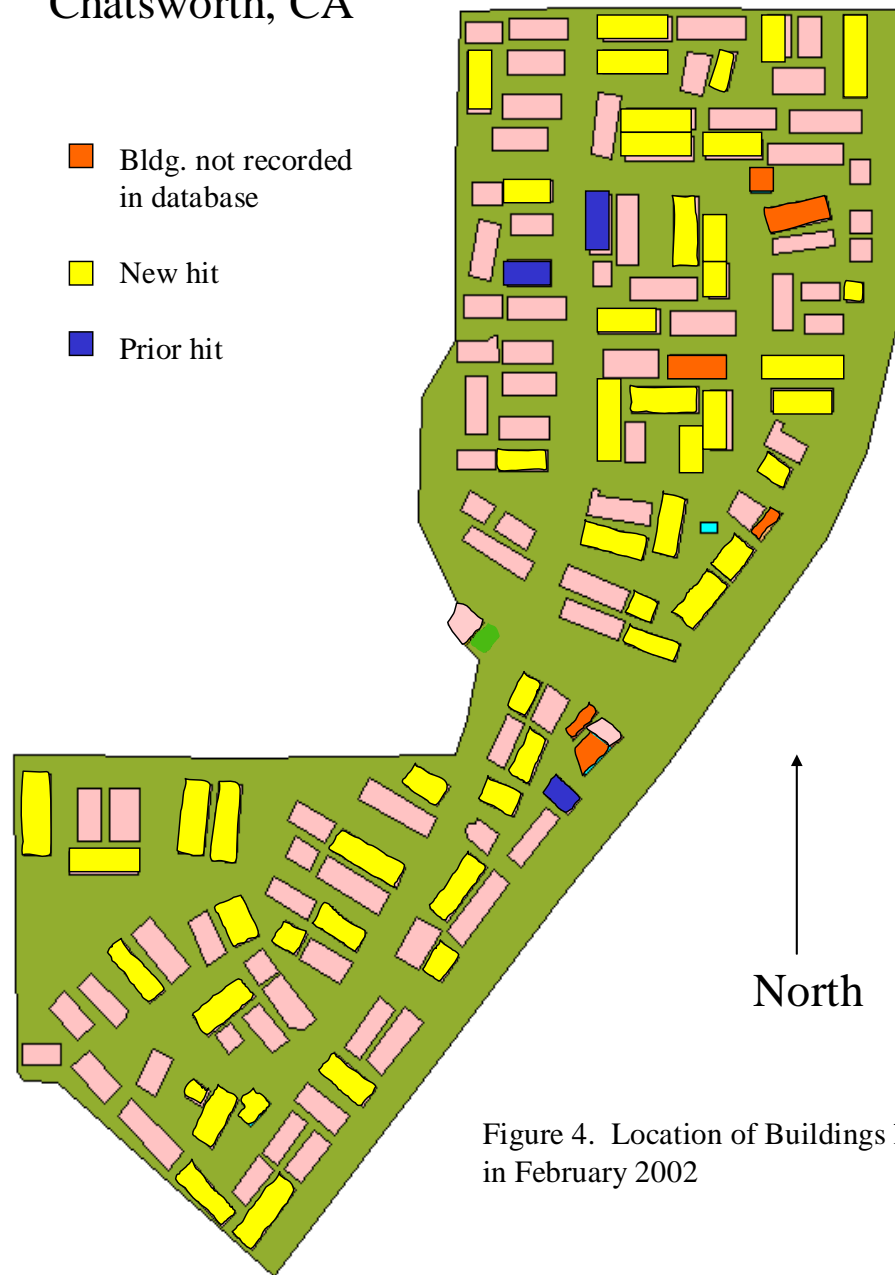 Chatsworth, CA
Bldg. not recorded
in database
New hit
Prior hit
North
Figure 4. Location of Buildings
in February 2002